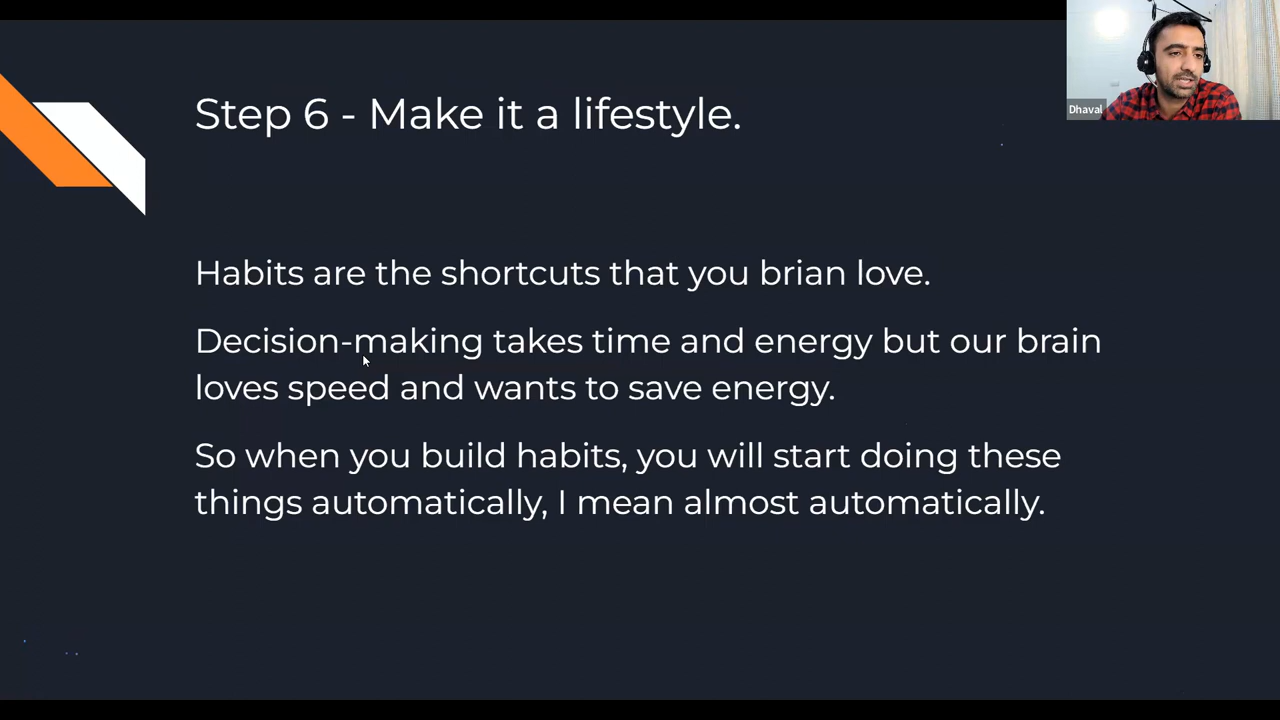 Dhaval
Step 6 - Make it a lifestyle.
Habits are the shortcuts that you brian love.
Decision-making takes time and energy but our brain
loves speed and wants to save energy.
So when you build habits, you will start doing these
things automatically, I mean almost automatically.